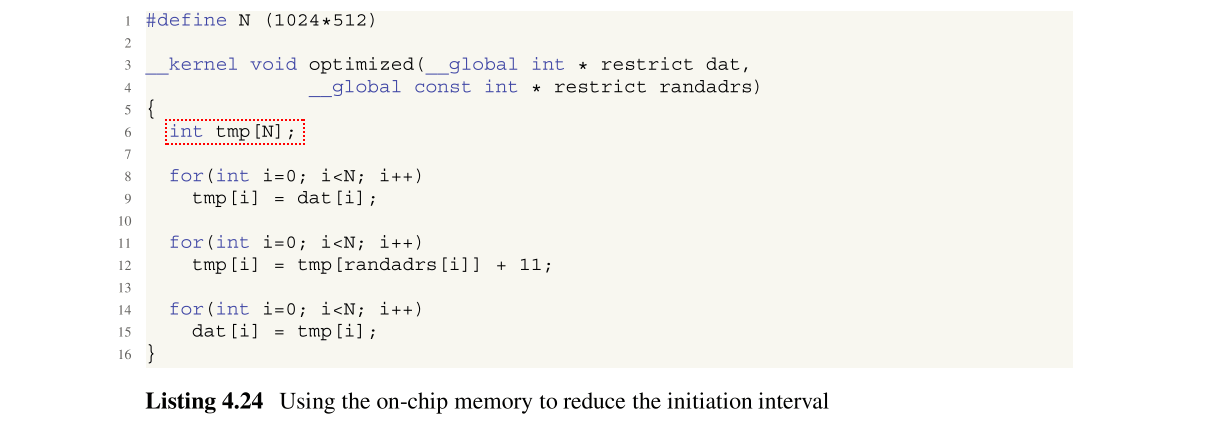 1 #define N (1024*512)
2
3 __kernel void optimized(__global int * restrict dat,
4 __global const int * restrict randadrs)
5 {
6 int tmp[N];
7
8 for(int i=0; i<N; i++)
9 tmp[i] = dat[i];
10
11 for(int i=0; i<N; i++)
12 tmp[i] = tmp[randadrs[i]] + 11;
13
14 for(int i=0; i<N; i++)
15 dat[i] = tmp[i];
16 }
Listing 4.24 Using the on-chip memory to reduce the initiation interval